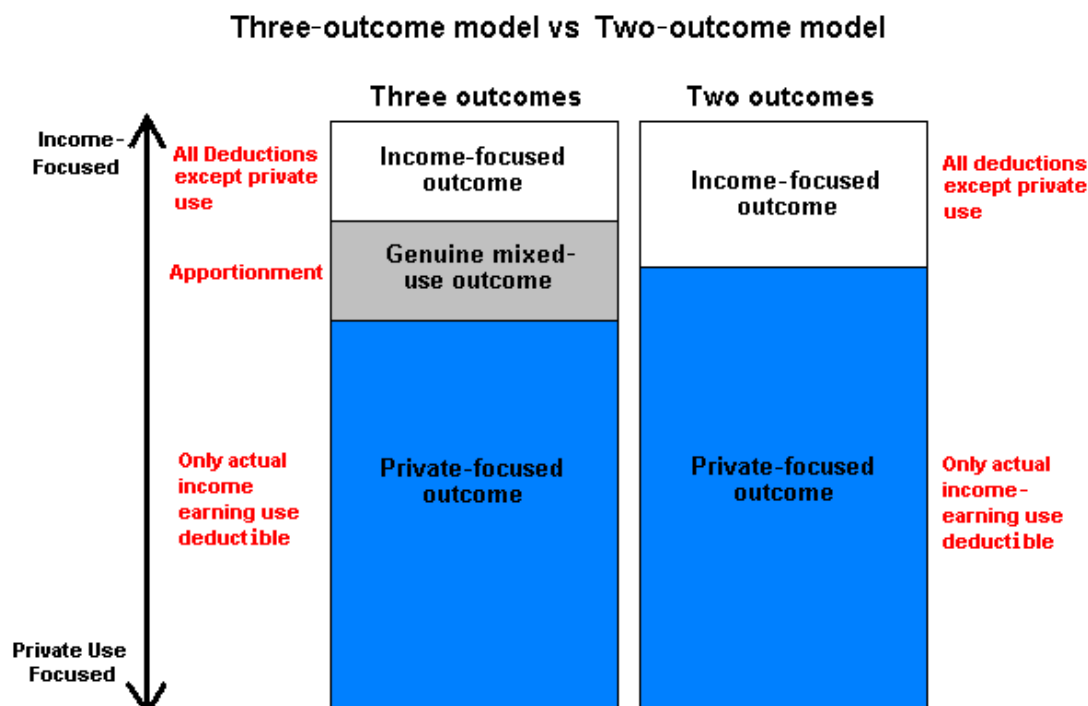 Three-outcome model vs Two-outcome model
Three outcomes
Two outcomes
Income-
Focused
All Deductions
except private
use
Income-focused
outcome
Income-focused
outcome
All deductions
except private
use
Apportionment
Genuine mixed-
use outcome
Only actual
income
earning use
deductible
Private-focused
outcome
Private-focused
outcome
Only actual
income-
earning use
deductible
Private Use
Focused